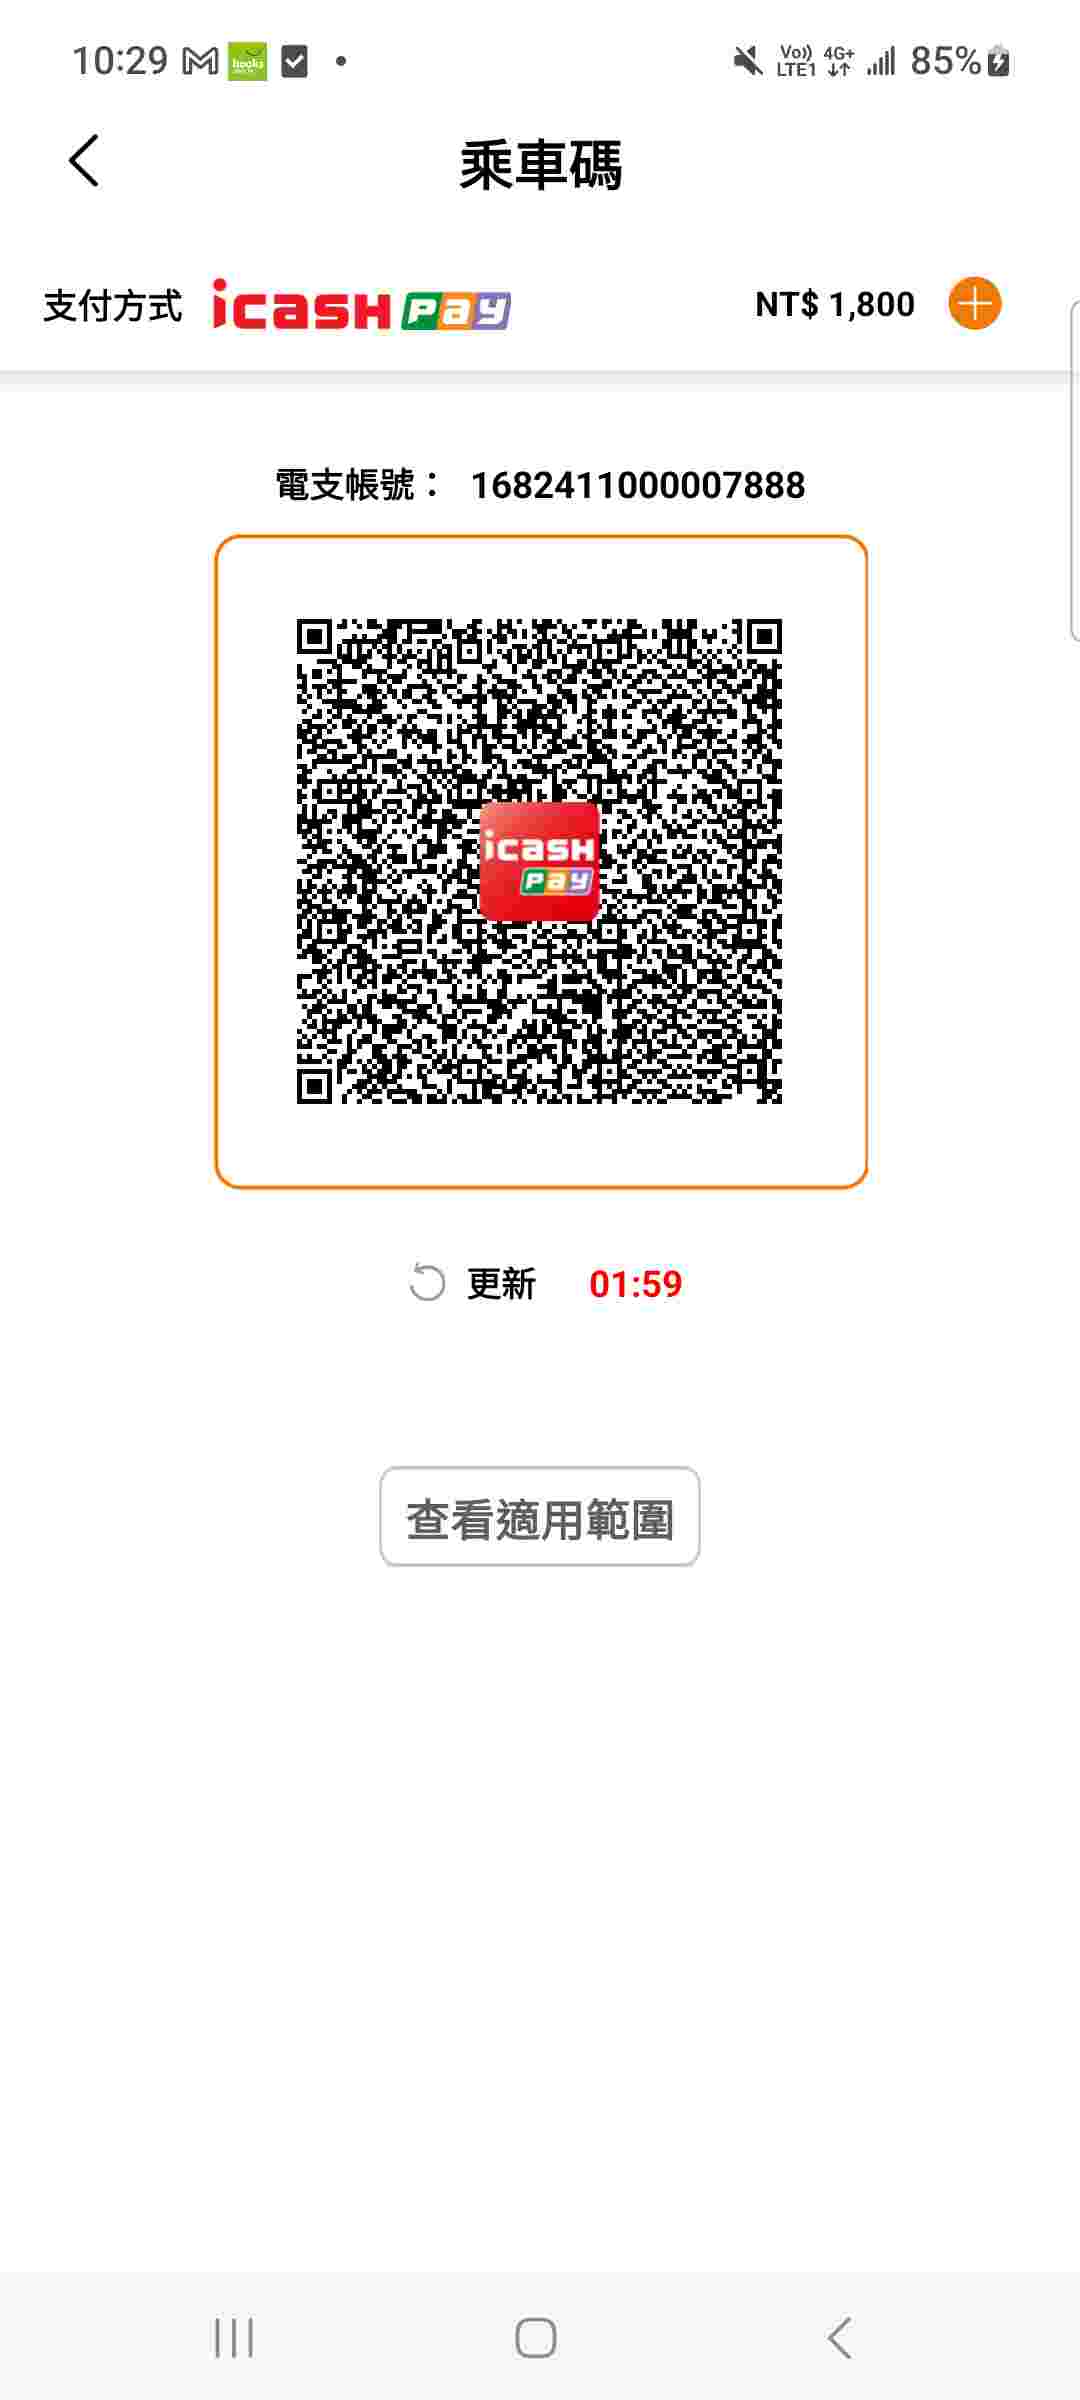 10:29
books
Vo)) LTE1 4G+ 85%
乘車碼
支付方式 icash pay NT$ 1,800
電支帳號： 1682411000007888
icash
pay
更新 01:59
查看適用範圍